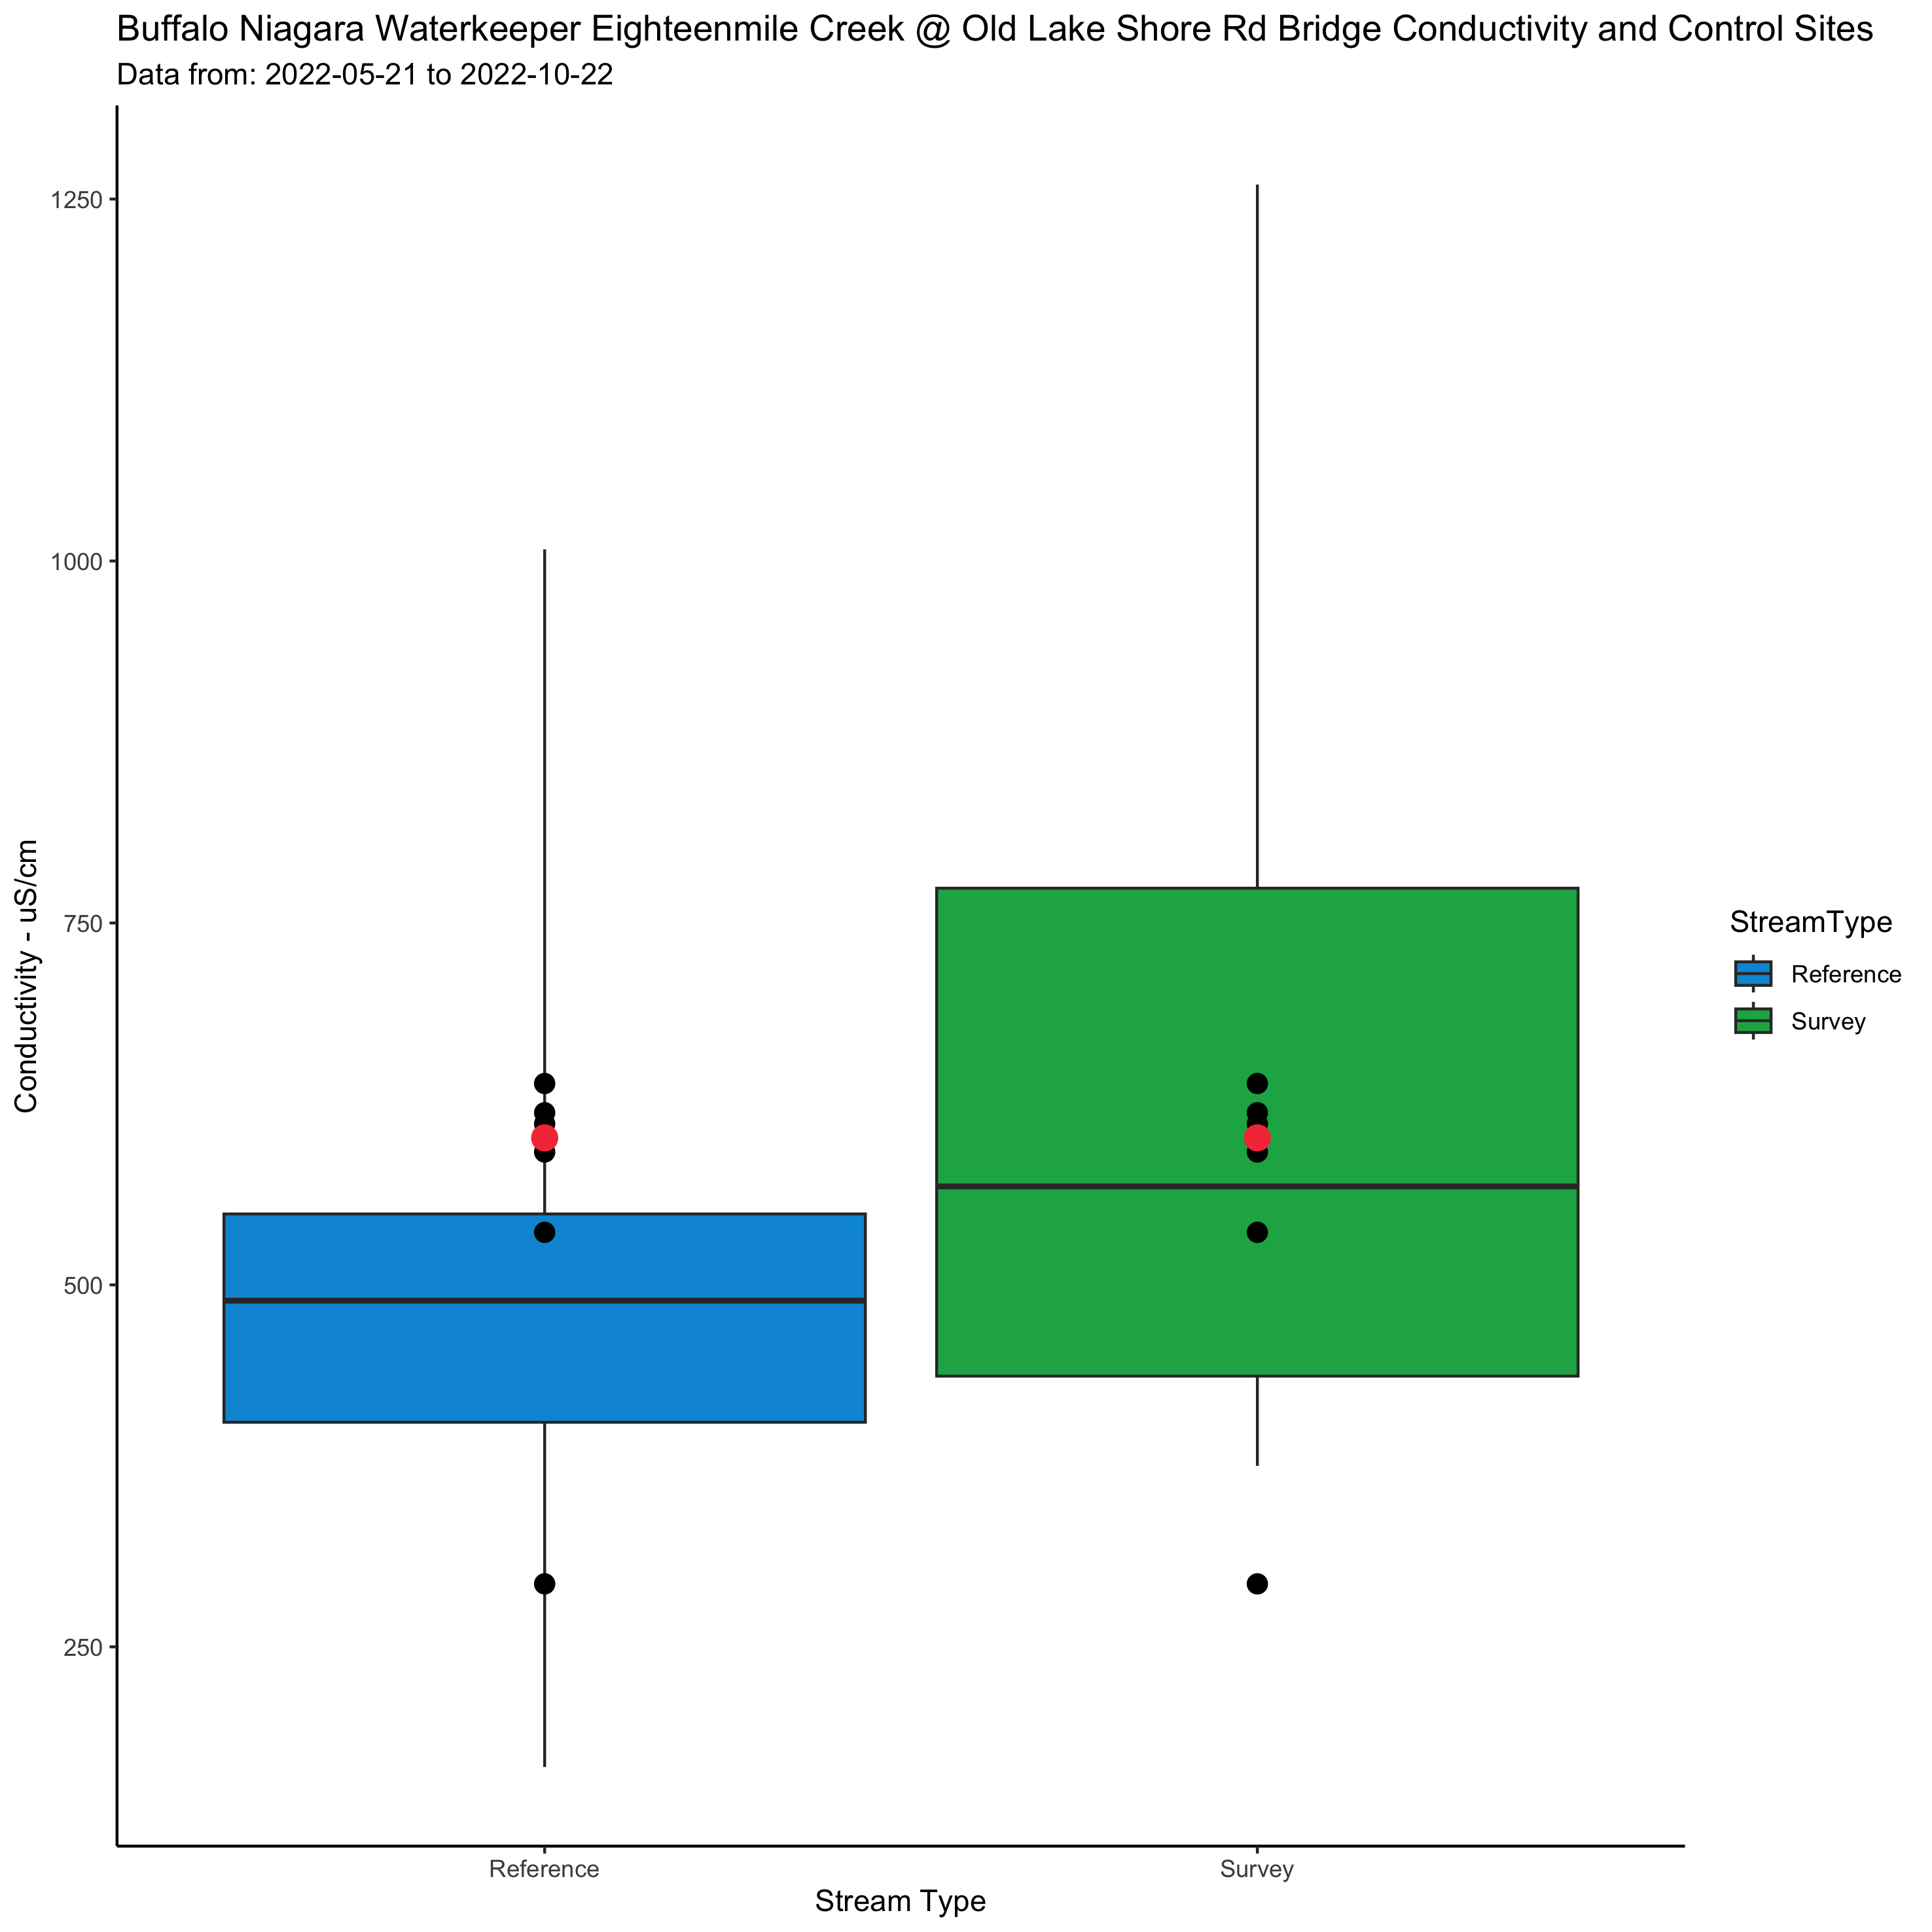 Buffalo Niagara Waterkeeper Eighteenmile Creek @ Old Lake Shore Rd Bridge Conductivity and Control Sites
Data from: 2022-05-21 to 2022-10-22
Conductivity - uS/cm
1250
1000
750
500
250
Reference
Survey
Stream Type
StreamType
Reference
Survey